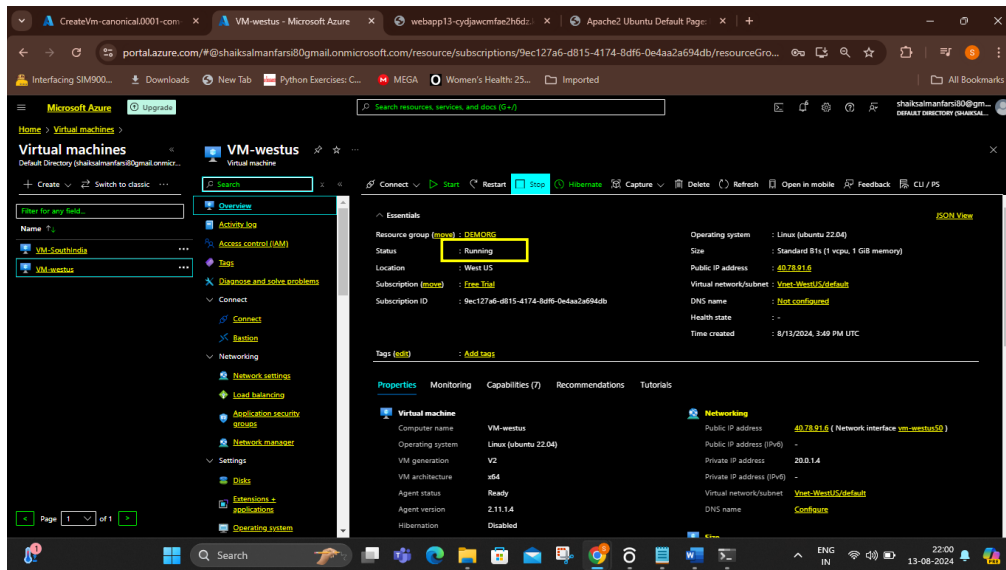 CreateVm-canonical.0001-com
VM-westus - Microsoft Azure
webapp13-cydjawcmfae2h6dz.
Apache2 Ubuntu Default Page:
portal.azure.com/#@shaiksalmanfarsi80gmail.onmicrosoft.com/resource/subscriptions/9ec127a6-d815-4174-8df6-0e4aa2a694db/resourceGro...
Interfacing SIM900... Downloads New Tab Python Exercises: C... MEGA Women's Health: 25... Imported All Bookmarks
Microsoft Azure Upgrade Search resources, services, and docs (G+/) shaiksalmanfarsi80@gm...
DEFAULT DIRECTORY (SHAIKSAL...
Home > Virtual machines >
Virtual machines
Default Directory (shaiksalmanfarsi80gmail.onmicr...
+ Create Switch to classic ...
Filter for any field...
Name ↑↓
VM-SouthIndia ...
VM-westus ...
< Page 1 of 1 >
VM-westus
Virtual machine
Search
Overview
Activity log
Access control (IAM)
Tags
Diagnose and solve problems
Connect
Connect
Bastion
Networking
Network settings
Load balancing
Application security
groups
Network manager
Settings
Disks
Extensions +
applications
Operating system
Connect Start Restart Stop Hibernate Capture Delete Refresh Open in mobile Feedback CLI / PS
Essentials JSON View
Resource group (move) : DEMORG
Status : Running
Location : West US
Subscription (move) : Free Trial
Subscription ID : 9ec127a6-d815-4174-8df6-0e4aa2a694db
Operating system : Linux (ubuntu 22.04)
Size : Standard B1s (1 vcpu, 1 GiB memory)
Public IP address : 40.78.91.6
Virtual network/subnet : Vnet-WestUS/default
DNS name : Not configured
Health state : -
Time created : 8/13/2024, 3:49 PM UTC
Tags (edit) : Add tags
Properties Monitoring Capabilities (7) Recommendations Tutorials
Virtual machine
Computer name VM-westus
Operating system Linux (ubuntu 22.04)
VM generation V2
VM architecture x64
Agent status Ready
Agent version 2.11.1.4
Hibernation Disabled
Networking
Public IP address 40.78.91.6 ( Network interface vm-westus50 )
Public IP address (IPv6) -
Private IP address 20.0.1.4
Private IP address (IPv6) -
Virtual network/subnet Vnet-WestUS/default
DNS name Configure
Size
Search
ENG
IN
22:00
13-08-2024